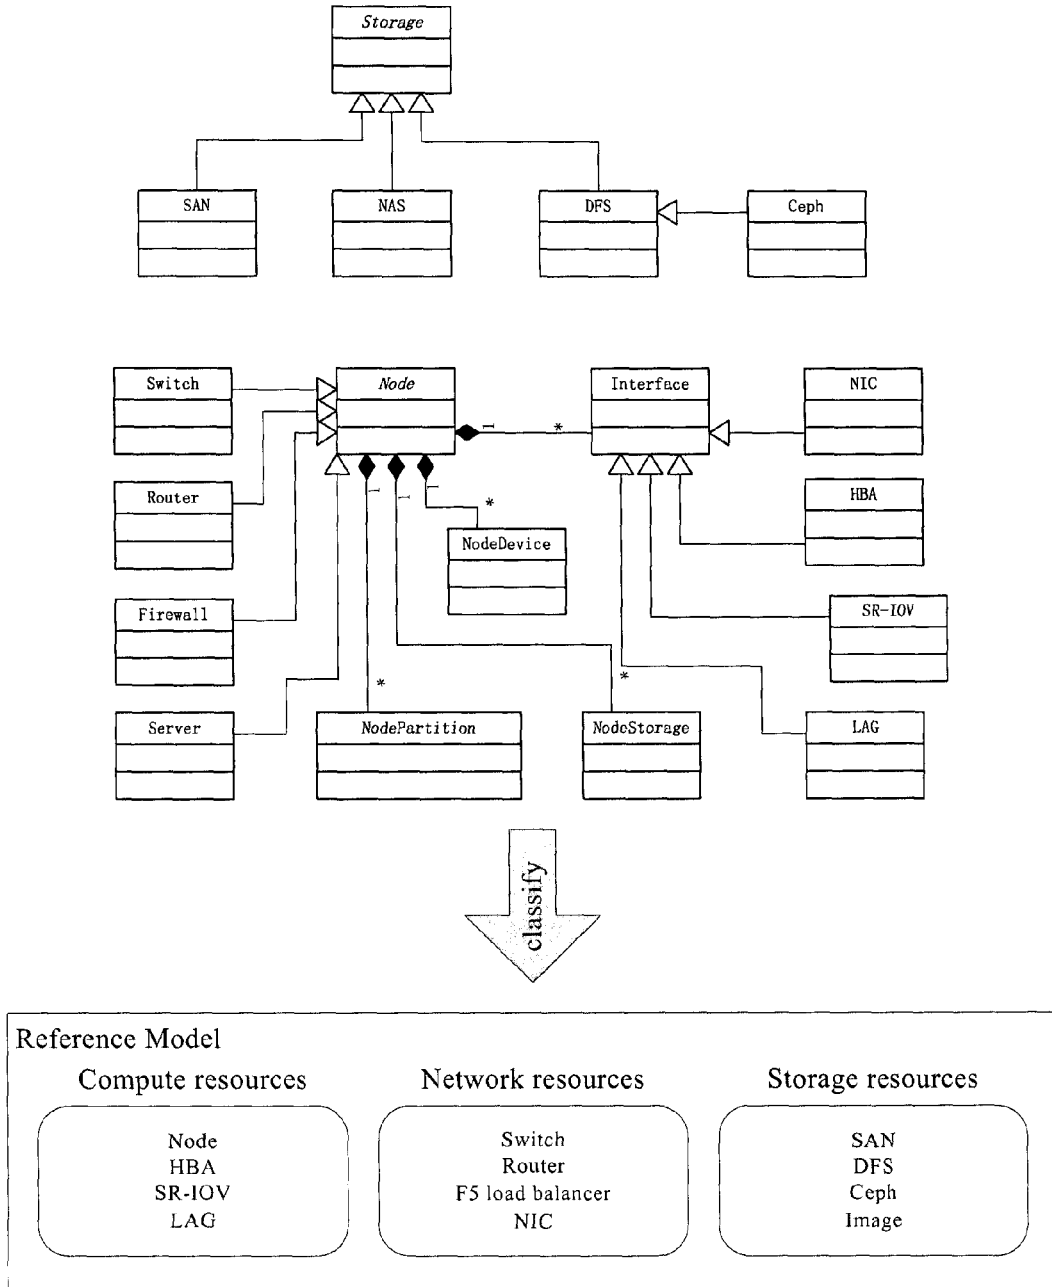 Storage
SAN
NAS
DFS
Ceph
Switch
Node
Interface
NIC
1
*
Router
HBA
1
1
1
*
NodeDevice
Firewall
SR-IOV
*
*
Server
NodePartition
NodeStorage
LAG
classify
Reference Model
Compute resources
Network resources
Storage resources
Node
HBA
SR-IOV
LAG
Switch
Router
F5 load balancer
NIC
SAN
DFS
Ceph
Image